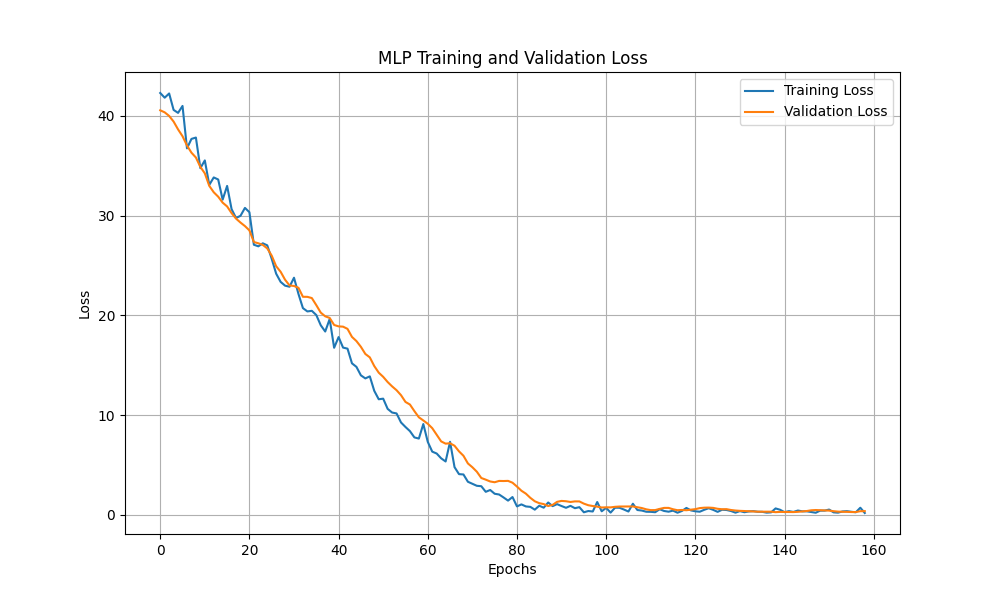 MLP Training and Validation Loss
Training Loss
Validation Loss
Loss
40
30
20
10
0
0 20 40 60 80 100 120 140 160
Epochs